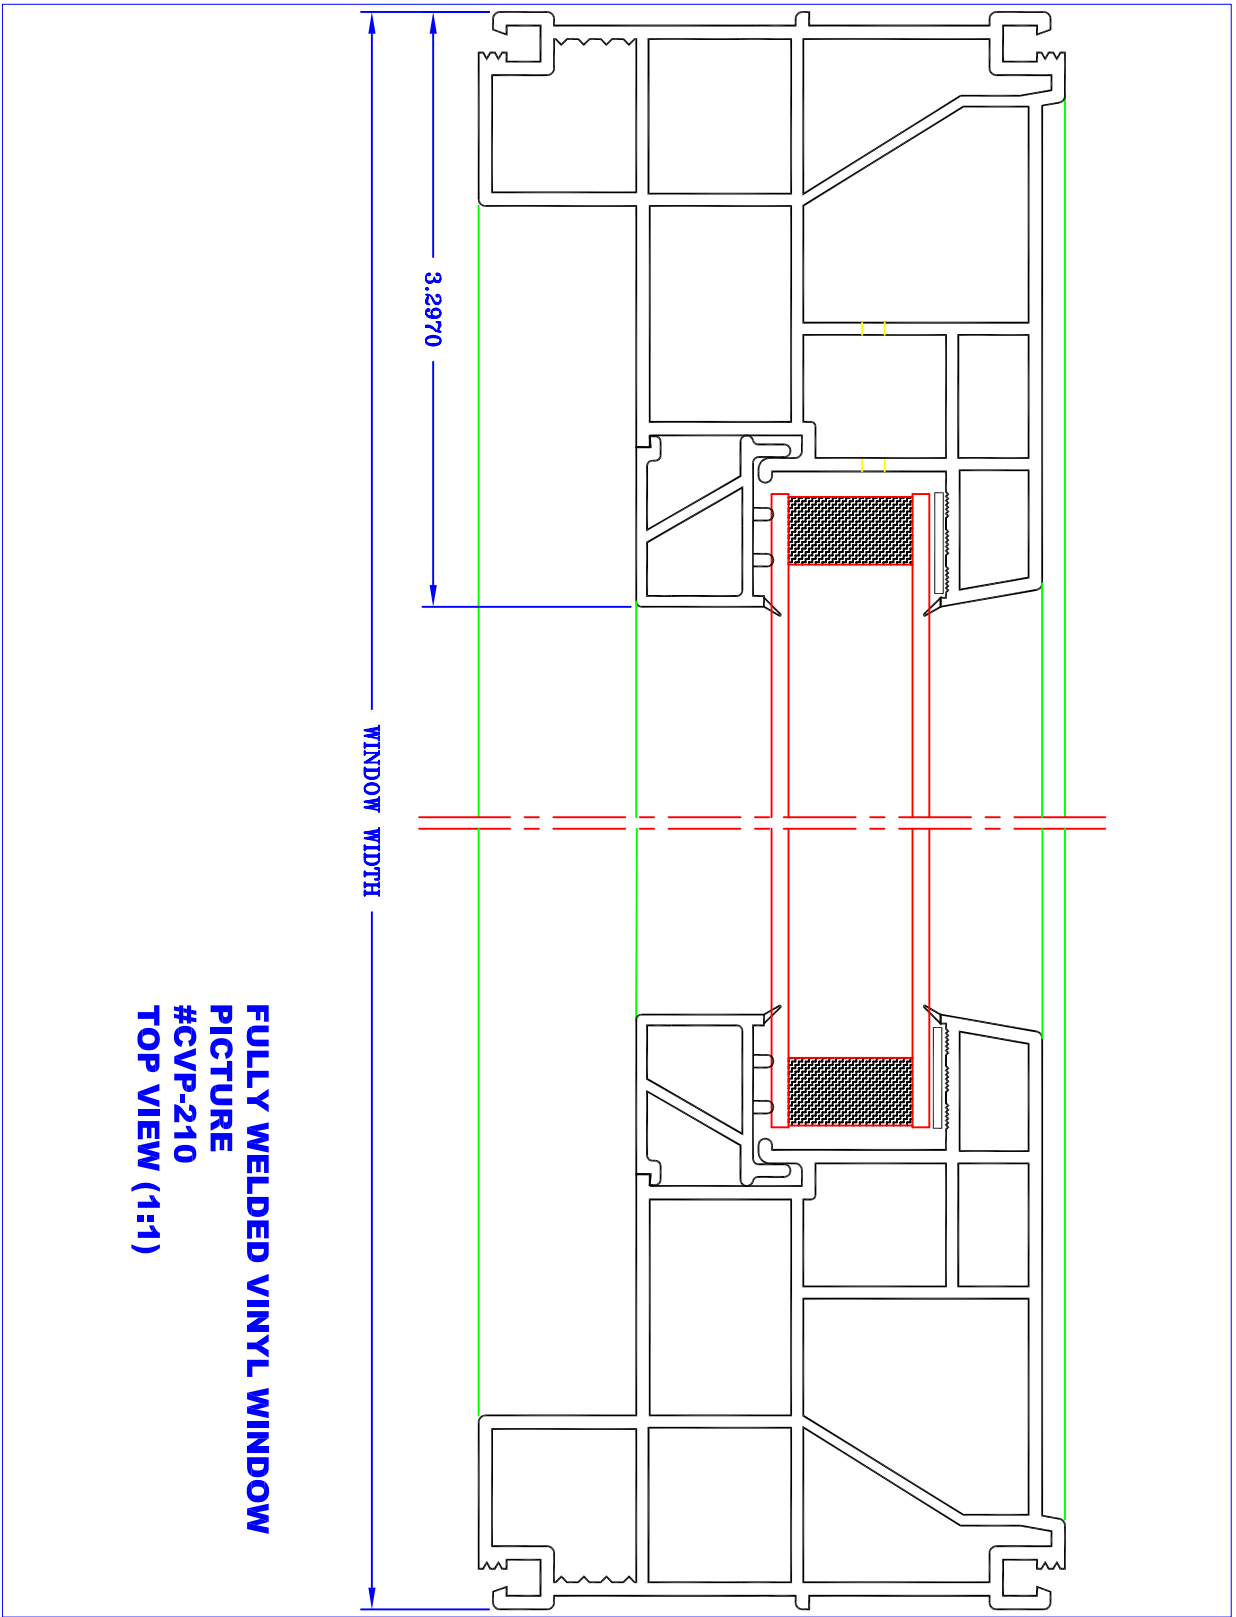 3.2970
WINDOW WIDTH
FULLY WELDED VINYL WINDOW
PICTURE
#CVP-210
TOP VIEW (1:1)